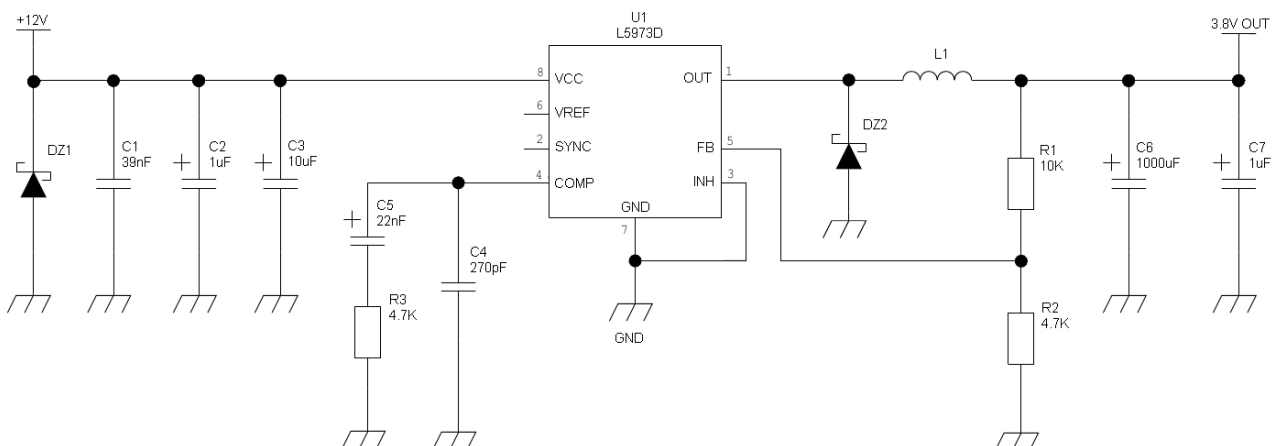 +12V
U1
L5973D
3.8V OUT
8
VCC
OUT
1
L1
6
VREF
2
SYNC
FB
5
4
COMP
INH
3
GND
7
DZ1
C1
39nF
C2
1uF
C3
10uF
DZ2
R1
10K
C6
1000uF
C7
1uF
C5
22nF
C4
270pF
R3
4.7K
R2
4.7K
GND